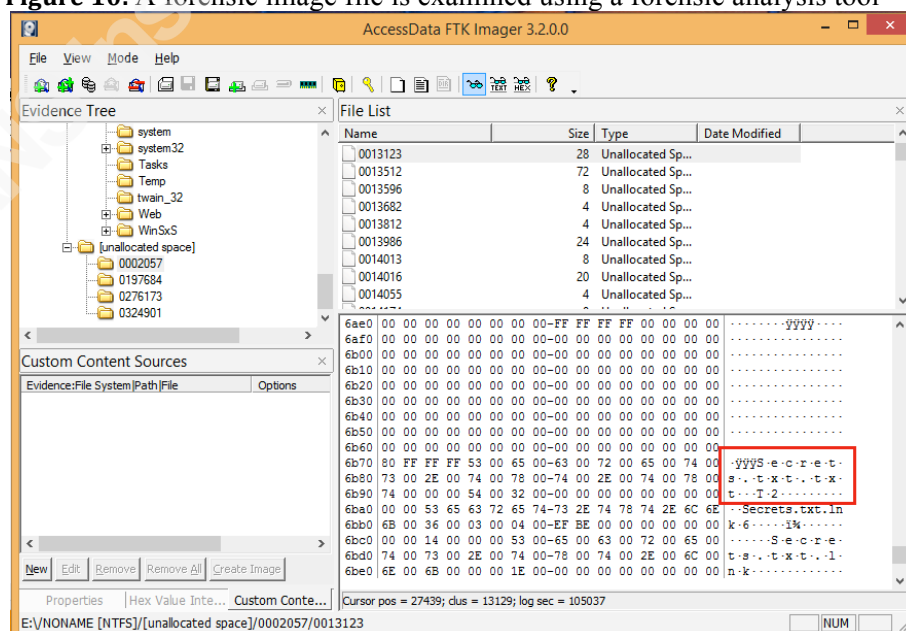 Figure 10: A forensic image file is examined using a forensic analysis tool
AccessData FTK Imager 3.2.0.0
File View Mode Help
Evidence Tree
system
system32
Tasks
Temp
twain_32
Web
WinSxS
[unallocated space]
0002057
0197684
0276173
0324901
Custom Content Sources
Evidence:File System|Path|File Options
New Edit Remove Remove All Create Image
Properties Hex Value Inte... Custom Conte...
File List
Name Size Type Date Modified
0013123 28 Unallocated Sp...
0013512 72 Unallocated Sp...
0013596 8 Unallocated Sp...
0013682 4 Unallocated Sp...
0013812 4 Unallocated Sp...
0013986 24 Unallocated Sp...
0014013 8 Unallocated Sp...
0014016 20 Unallocated Sp...
0014055 4 Unallocated Sp...
6ae0 00 00 00 00 00 00 00 00-FF FF FF FF 00 00 00 00 ········ÿÿÿÿ····
6af0 00 00 00 00 00 00 00 00-00 00 00 00 00 00 00 00 ················
6b00 00 00 00 00 00 00 00 00-00 00 00 00 00 00 00 00 ················
6b10 00 00 00 00 00 00 00 00-00 00 00 00 00 00 00 00 ················
6b20 00 00 00 00 00 00 00 00-00 00 00 00 00 00 00 00 ················
6b30 00 00 00 00 00 00 00 00-00 00 00 00 00 00 00 00 ················
6b40 00 00 00 00 00 00 00 00-00 00 00 00 00 00 00 00 ················
6b50 00 00 00 00 00 00 00 00-00 00 00 00 00 00 00 00 ················
6b60 00 00 00 00 00 00 00 00-00 00 00 00 00 00 00 00 ················
6b70 80 FF FF FF 53 00 65 00-63 00 72 00 65 00 74 00 ·ÿÿÿS·e·c·r·e·t·
6b80 73 00 2E 00 74 00 78 00-74 00 2E 00 74 00 78 00 s·.·t·x·t·.·t·x·
6b90 74 00 00 00 54 00 32 00-00 00 00 00 00 00 00 00 t···T·2·········
6ba0 00 00 53 65 63 72 65 74-73 2E 74 78 74 2E 6C 6E ··Secrets.txt.ln
6bb0 6B 00 36 00 03 00 04 00-EF BE 00 00 00 00 00 00 k·6·····ï¾······
6bc0 00 00 14 00 00 00 53 00-65 00 63 00 72 00 65 00 ······S·e·c·r·e·
6bd0 74 00 73 00 2E 00 74 00-78 00 74 00 2E 00 6C 00 t·s·.·t·x·t·.·l·
6be0 6E 00 6B 00 00 00 1E 00-00 00 00 00 00 00 00 00 n·k·············
Cursor pos = 27439; clus = 13129; log sec = 105037
E:\/NONAME [NTFS]/[unallocated space]/0002057/0013123 NUM